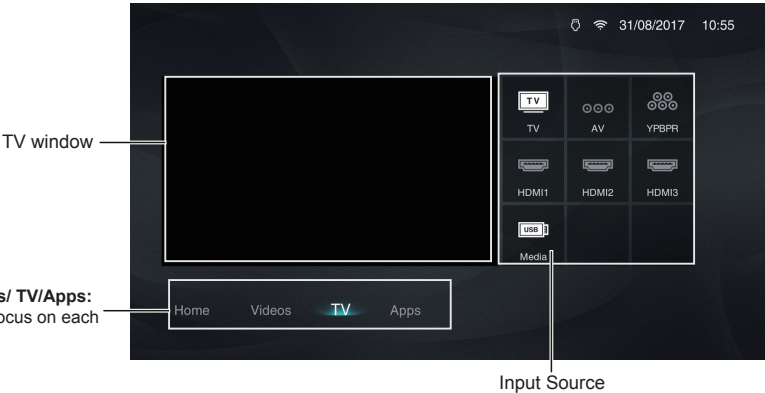 31/08/2017 10:55
TV window
TV
TV AV YPBPR
HDMI1 HDMI2 HDMI3
USB
Media
s/ TV/Apps:
ocus on each
Home Videos TV Apps
Input Source